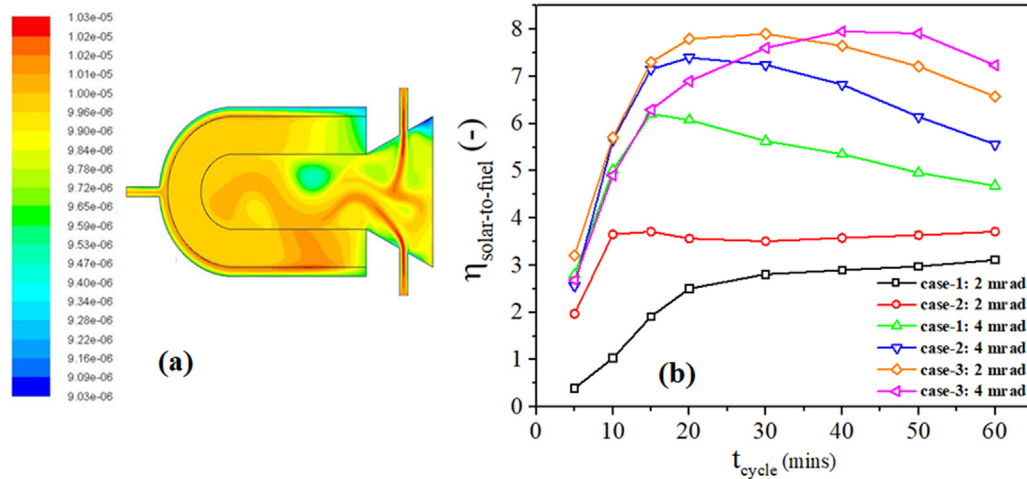 1.03e-05
1.02e-05
1.02e-05
1.01e-05
1.00e-05
9.96e-06
9.90e-06
9.84e-06
9.78e-06
9.72e-06
9.65e-06
9.59e-06
9.53e-06
9.47e-06
9.40e-06
9.34e-06
9.28e-06
9.22e-06
9.16e-06
9.09e-06
9.03e-06
(a)
η solar-to-fuel (-)
8
7
6
5
4
3
2
1
0
case-1: 2 mrad
case-2: 2 mrad
case-1: 4 mrad
case-2: 4 mrad
case-3: 2 mrad
case-3: 4 mrad
(b)
0 10 20 30 40 50 60
t cycle (mins)